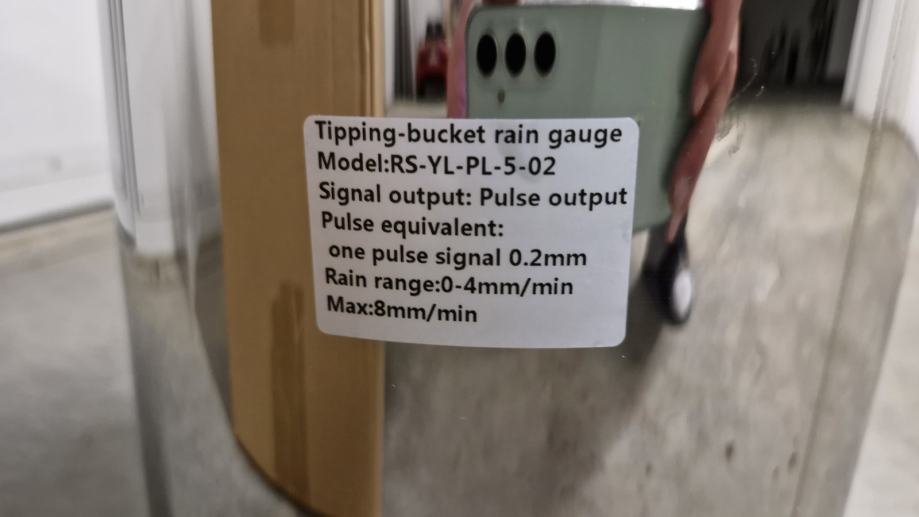 Tipping-bucket rain gauge
Model:RS-YL-PL-5-02
Signal output: Pulse output
Pulse equivalent:
one pulse signal 0.2mm
Rain range:0-4mm/min
Max:8mm/min